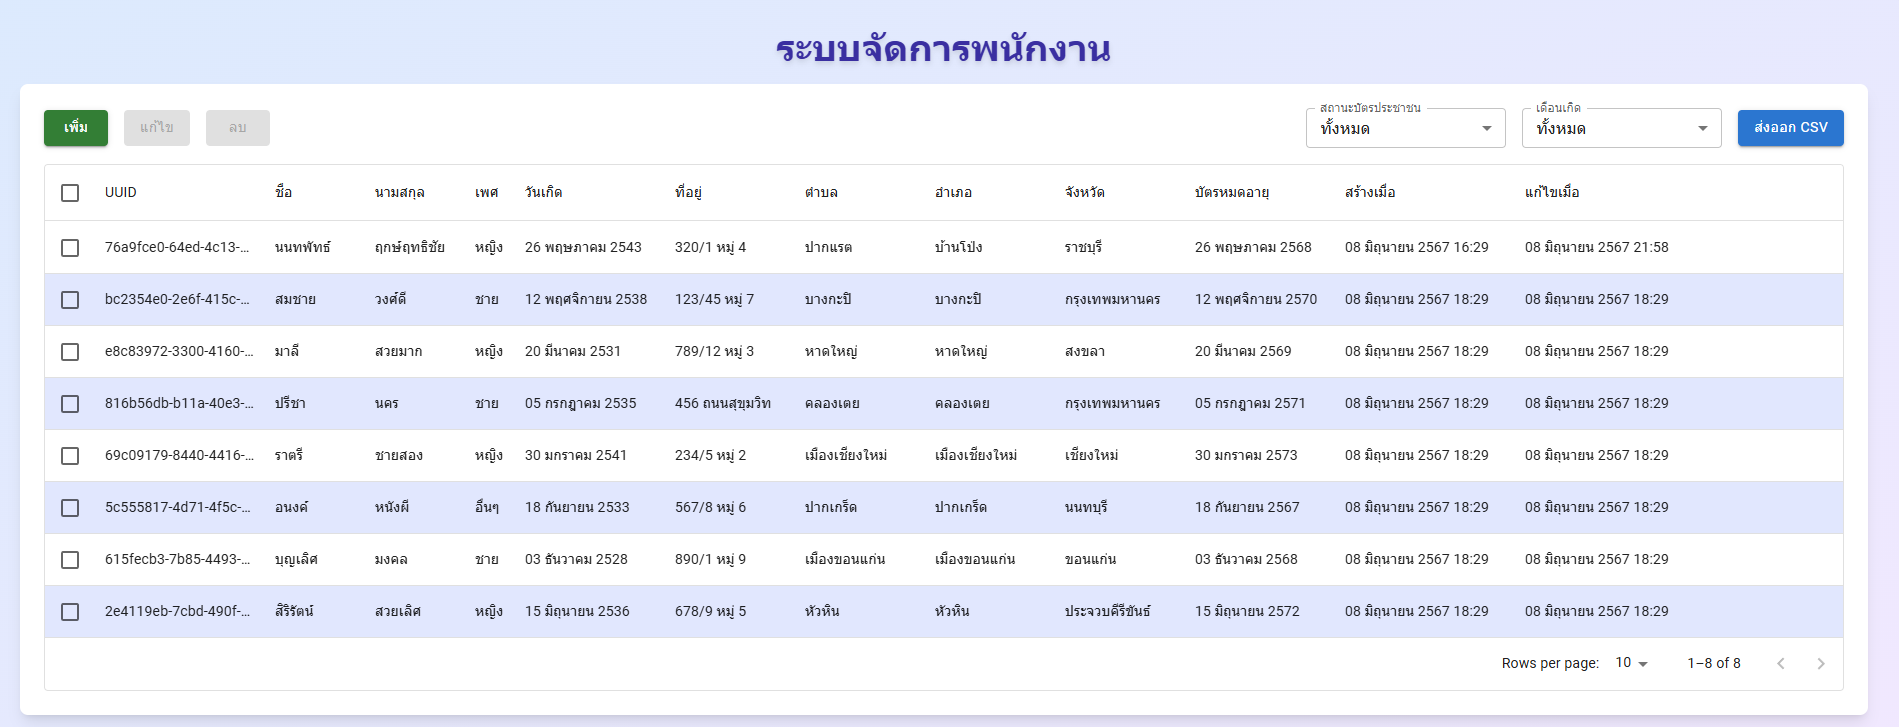 ระบบจัดการพนักงาน
สถานะบัตรประชาชน เดือนเกิด
เพิ่ม แก้ไข ลบ ทั้งหมด ทั้งหมด ส่งออก CSV
UUID ชื่อ นามสกุล เพศ วันเกิด ที่อยู่ ตำบล อำเภอ จังหวัด บัตรหมดอายุ สร้างเมื่อ แก้ไขเมื่อ
76a9fce0-64ed-4c13-... นนทพัทธ์ ฤกษ์ฤทธิชัย หญิง 26 พฤษภาคม 2543 320/1 หมู่ 4 ปากแรต บ้านโป่ง ราชบุรี 26 พฤษภาคม 2568 08 มิถุนายน 2567 16:29 08 มิถุนายน 2567 21:58
bc2354e0-2e6f-415c-... สมชาย วงศ์ดี ชาย 12 พฤศจิกายน 2538 123/45 หมู่ 7 บางกะปิ บางกะปิ กรุงเทพมหานคร 12 พฤศจิกายน 2570 08 มิถุนายน 2567 18:29 08 มิถุนายน 2567 18:29
e8c83972-3300-4160-... มาลี สวยมาก หญิง 20 มีนาคม 2531 789/12 หมู่ 3 หาดใหญ่ หาดใหญ่ สงขลา 20 มีนาคม 2569 08 มิถุนายน 2567 18:29 08 มิถุนายน 2567 18:29
816b56db-b11a-40e3-... ปรีชา นคร ชาย 05 กรกฎาคม 2535 456 ถนนสุขุมวิท คลองเตย คลองเตย กรุงเทพมหานคร 05 กรกฎาคม 2571 08 มิถุนายน 2567 18:29 08 มิถุนายน 2567 18:29
69c09179-8440-4416-... ราตรี ชายสอง หญิง 30 มกราคม 2541 234/5 หมู่ 2 เมืองเชียงใหม่ เมืองเชียงใหม่ เชียงใหม่ 30 มกราคม 2573 08 มิถุนายน 2567 18:29 08 มิถุนายน 2567 18:29
5c555817-4d71-4f5c-... อนงค์ หนังผี อื่นๆ 18 กันยายน 2533 567/8 หมู่ 6 ปากเกร็ด ปากเกร็ด นนทบุรี 18 กันยายน 2567 08 มิถุนายน 2567 18:29 08 มิถุนายน 2567 18:29
615fecb3-7b85-4493-... บุญเลิศ มงคล ชาย 03 ธันวาคม 2528 890/1 หมู่ 9 เมืองขอนแก่น เมืองขอนแก่น ขอนแก่น 03 ธันวาคม 2568 08 มิถุนายน 2567 18:29 08 มิถุนายน 2567 18:29
2e4119eb-7cbd-490f-... สิริรัตน์ สวยเลิศ หญิง 15 มิถุนายน 2536 678/9 หมู่ 5 หัวหิน หัวหิน ประจวบคีรีขันธ์ 15 มิถุนายน 2572 08 มิถุนายน 2567 18:29 08 มิถุนายน 2567 18:29
Rows per page: 10 1–8 of 8